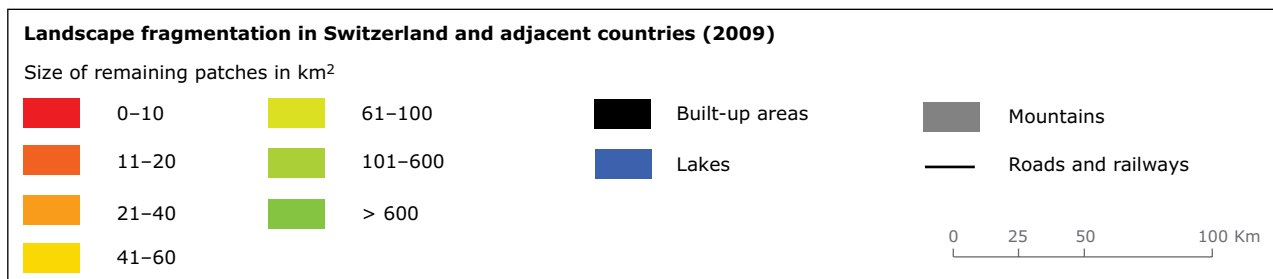 Landscape fragmentation in Switzerland and adjacent countries (2009)
Size of remaining patches in km²
0–10
11–20
21–40
41–60
61–100
101–600
> 600
Built-up areas
Lakes
Mountains
Roads and railways
0 25 50 100 Km